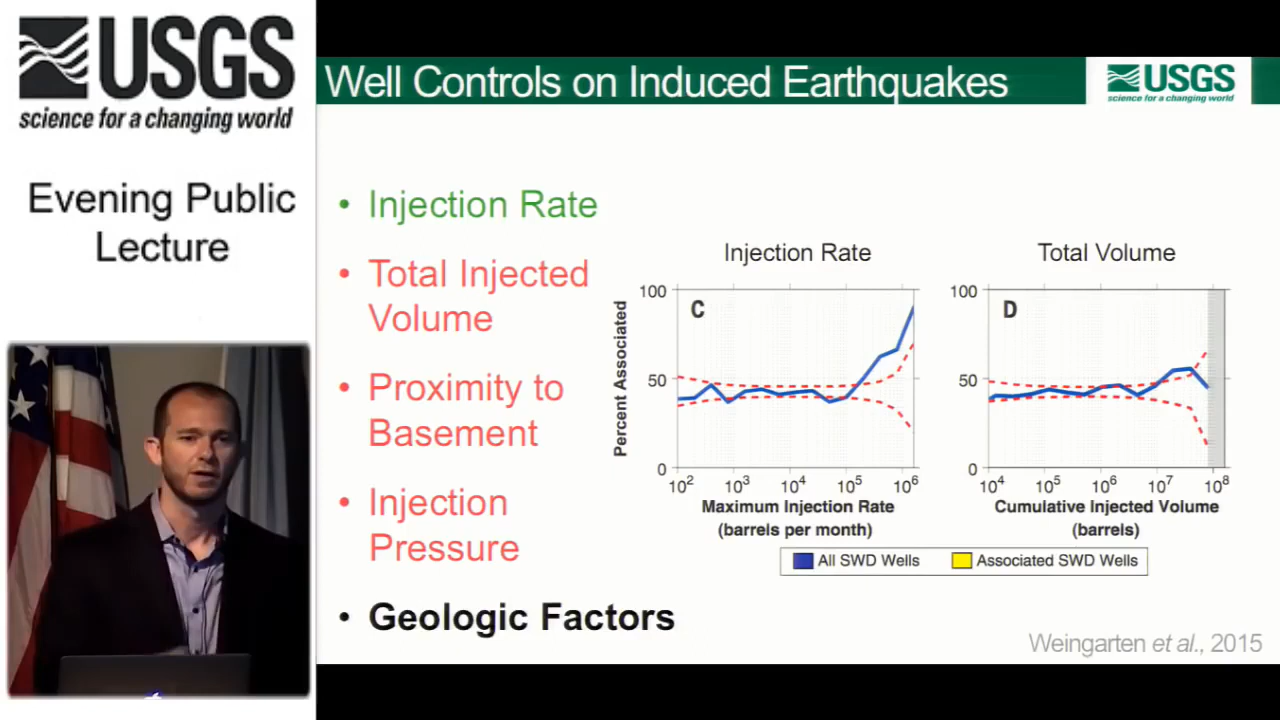 USGS
science for a changing world
Evening Public
Lecture
Well Controls on Induced Earthquakes
USGS
science for a changing world
• Injection Rate
• Total Injected
Volume
• Proximity to
Basement
• Injection
Pressure
• Geologic Factors
Injection Rate
C
Percent Associated
100
50
0
10² 10³ 10⁴ 10⁵ 10⁶
Maximum Injection Rate
(barrels per month)
Total Volume
D
100
50
0
10⁴ 10⁵ 10⁶ 10⁷ 10⁸
Cumulative Injected Volume
(barrels)
All SWD Wells Associated SWD Wells
Weingarten et al., 2015